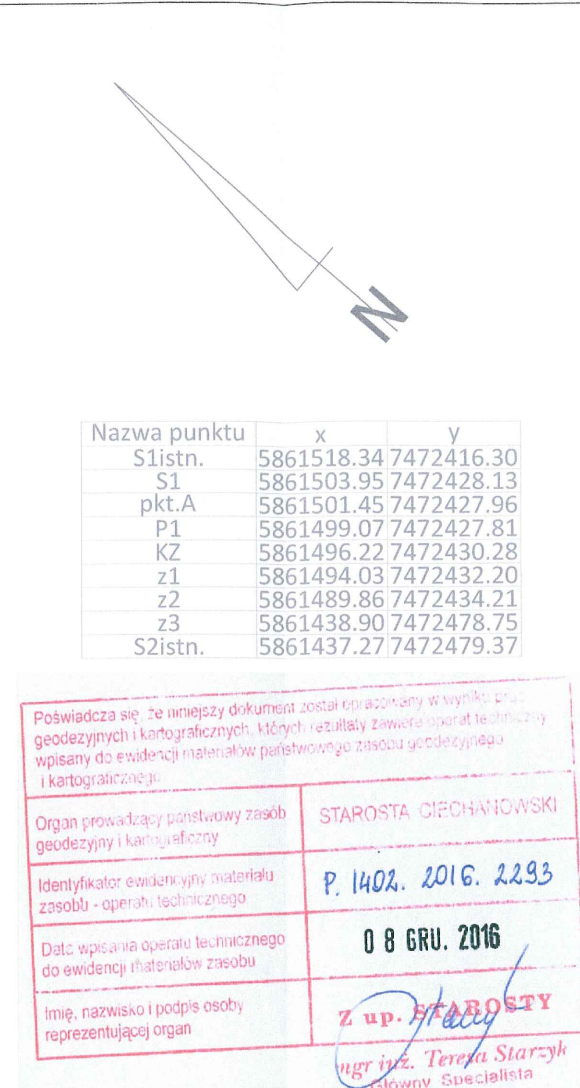 N
Nazwa punktu x y
S1istn. 5861518.34 7472416.30
S1 5861503.95 7472428.13
pkt.A 5861501.45 7472427.96
P1 5861499.07 7472427.81
KZ 5861496.22 7472430.28
z1 5861494.03 7472432.20
z2 5861489.86 7472434.21
z3 5861438.90 7472478.75
S2istn. 5861437.27 7472479.37
Poświadcza się, że niniejszy dokument został opracowany w wyniku prac
geodezyjnych i kartograficznych, których rezultaty zawiera operat techniczny
wpisany do ewidencji materiałów państwowego zasobu geodezyjnego
i kartograficznego
Organ prowadzący państwowy zasób
geodezyjny i kartograficzny
STAROSTA CIECHANOWSKI
Identyfikator ewidencyjny materiału
zasobu - operatu technicznego
P. 1402. 2016. 2293
Data wpisania operatu technicznego
do ewidencji materiałów zasobu
08 GRU. 2016
Imię, nazwisko i podpis osoby
reprezentującej organ
Z up. STAROSTY
mgr inż. Teresa Starzyk
Główny Specjalista